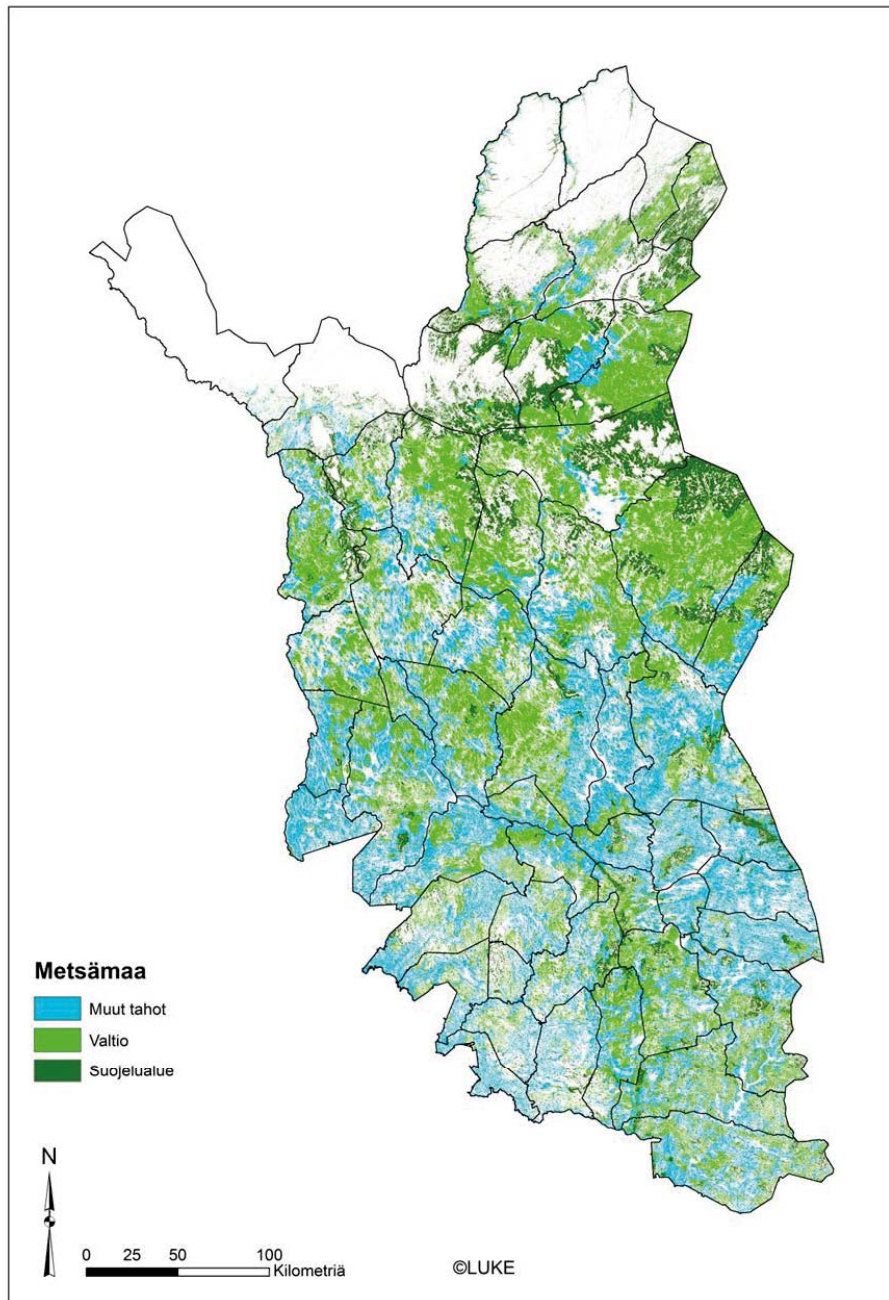 Metsämaa
Muut tahot
Valtio
Suojelualue
N
0 25 50 100
Kilometriä
©LUKE